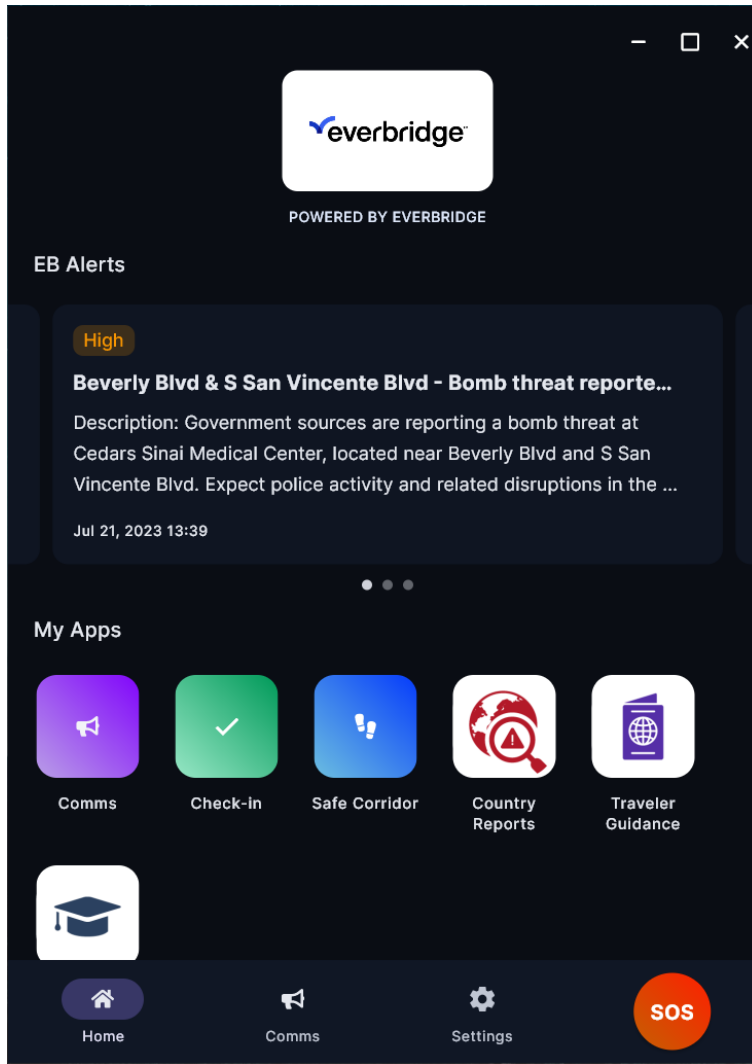 everbridge
POWERED BY EVERBRIDGE
EB Alerts
High
Beverly Blvd & S San Vincente Blvd - Bomb threat reporte...
Description: Government sources are reporting a bomb threat at
Cedars Sinai Medical Center, located near Beverly Blvd and S San
Vincente Blvd. Expect police activity and related disruptions in the ...
Jul 21, 2023 13:39
My Apps
Comms
Check-in
Safe Corridor
Country
Reports
Traveler
Guidance
Home
Comms
Settings
SOS